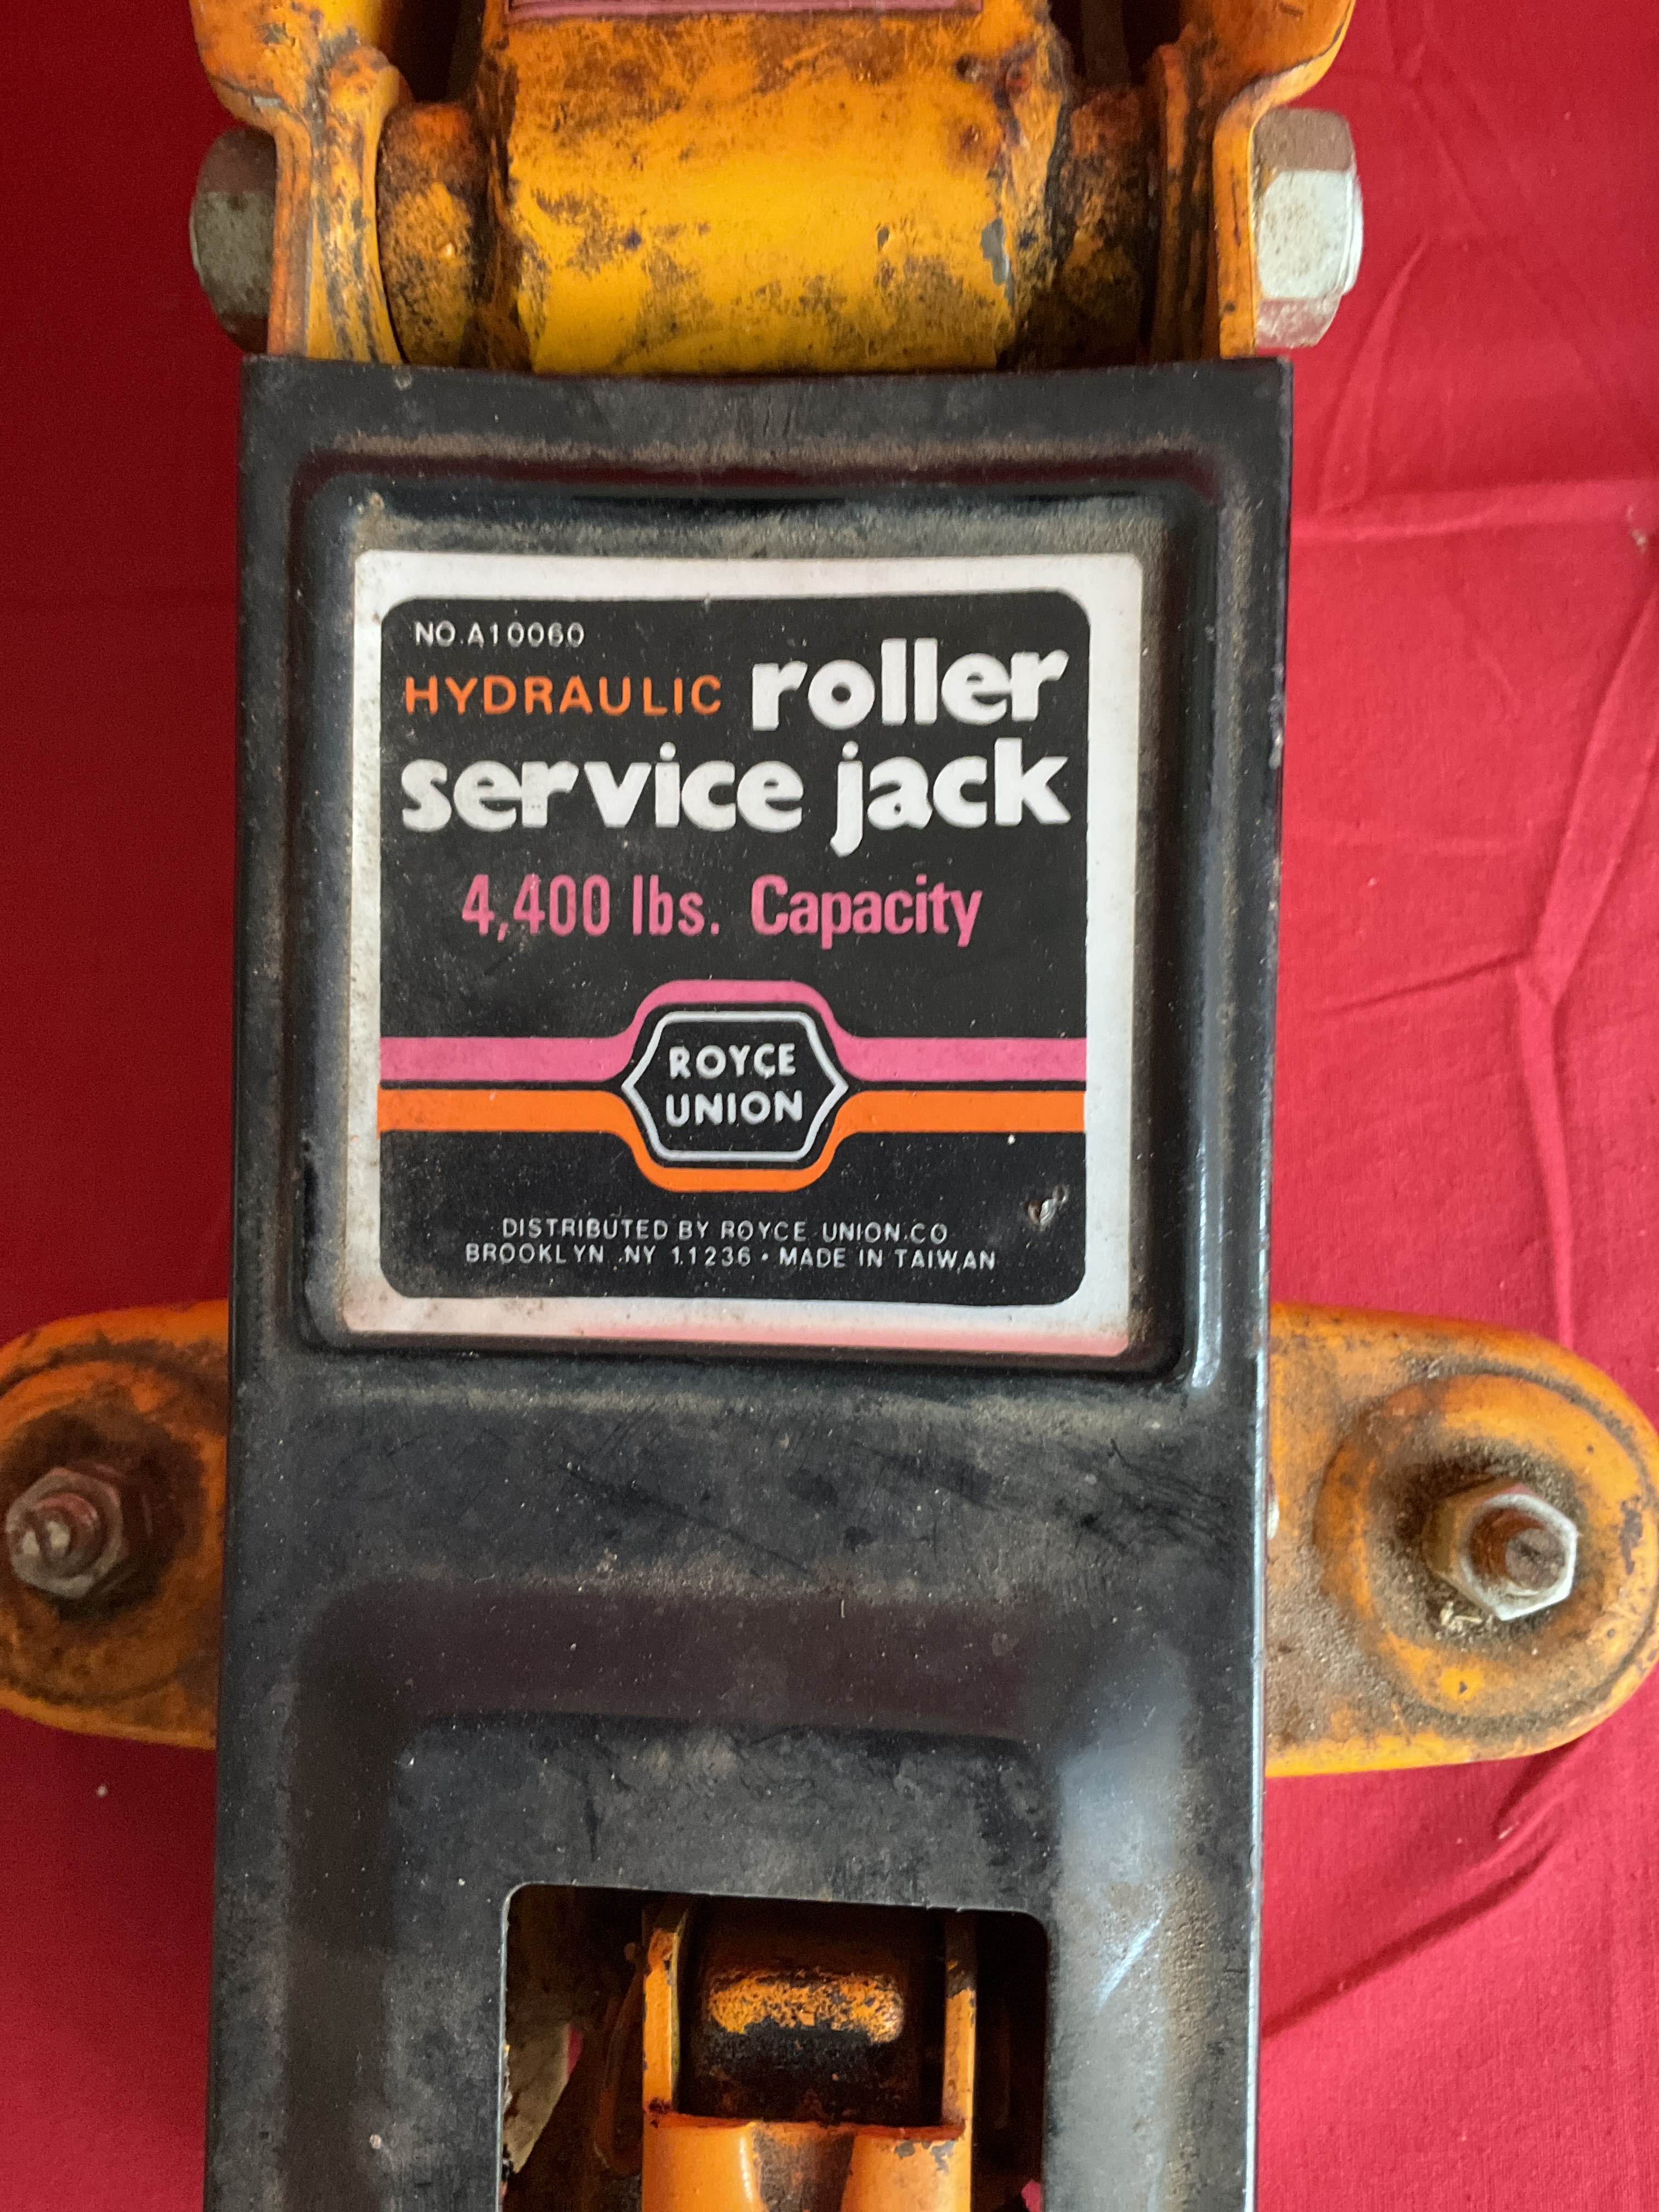 NO.A10060
HYDRAULIC roller
service jack
4,400 lbs. Capacity
ROYCE
UNION
DISTRIBUTED BY ROYCE UNION.CO
BROOKLYN .NY 11236 • MADE IN TAIWAN